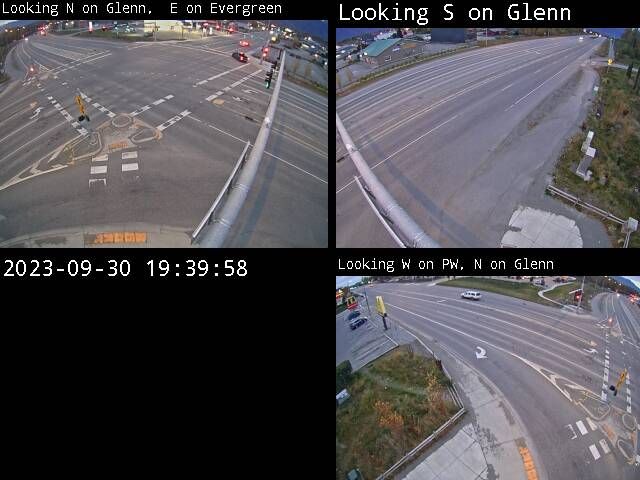 Looking N on Glenn, E on Evergreen
Looking S on Glenn
2023-09-30 19:39:58
Looking W on PW, N on Glenn